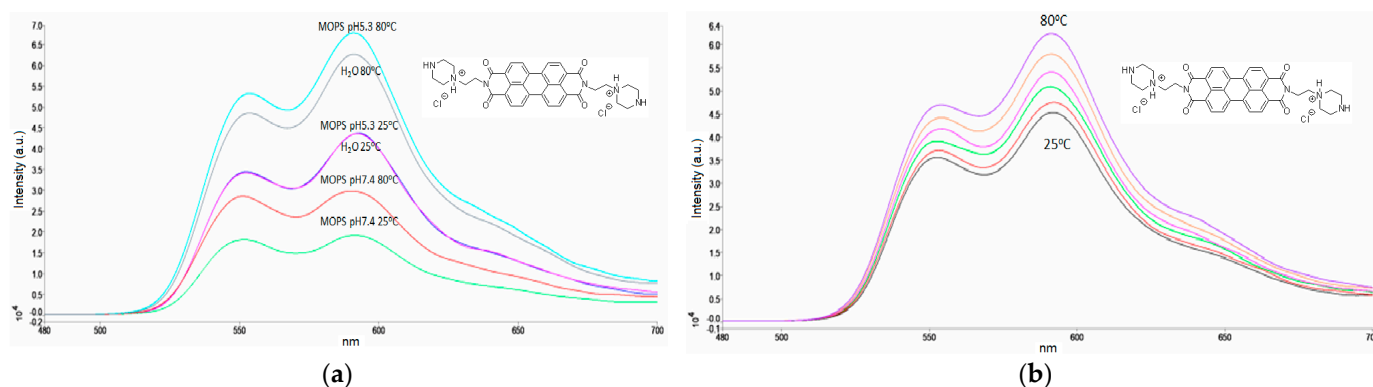 7.0
6.5
6.0
5.5
5.0
4.5
4.0
3.5
3.0
2.5
2.0
1.5
1.0
0.5
-0.0
-0.2
10⁴
Intensity (a.u.)
480
500
550
600
650
700
nm
MOPS pH5.3 80ºC
H₂O 80ºC
MOPS pH5.3 25ºC
H₂O 25ºC
MOPS pH7.4 80ºC
MOPS pH7.4 25ºC
HN
N⁺
H
Cl⁻
O
O
N
N
O
O
H
N⁺
Cl⁻
NH
(a)
6.4
6.0
5.5
5.0
4.5
4.0
3.5
3.0
2.5
2.0
1.5
1.0
0.5
-0.1
10⁴
Intensity (a.u.)
480
500
550
600
650
nm
80ºC
25ºC
HN
N⁺
H
Cl⁻
O
O
N
N
O
O
H
N⁺
Cl⁻
NH
(b)